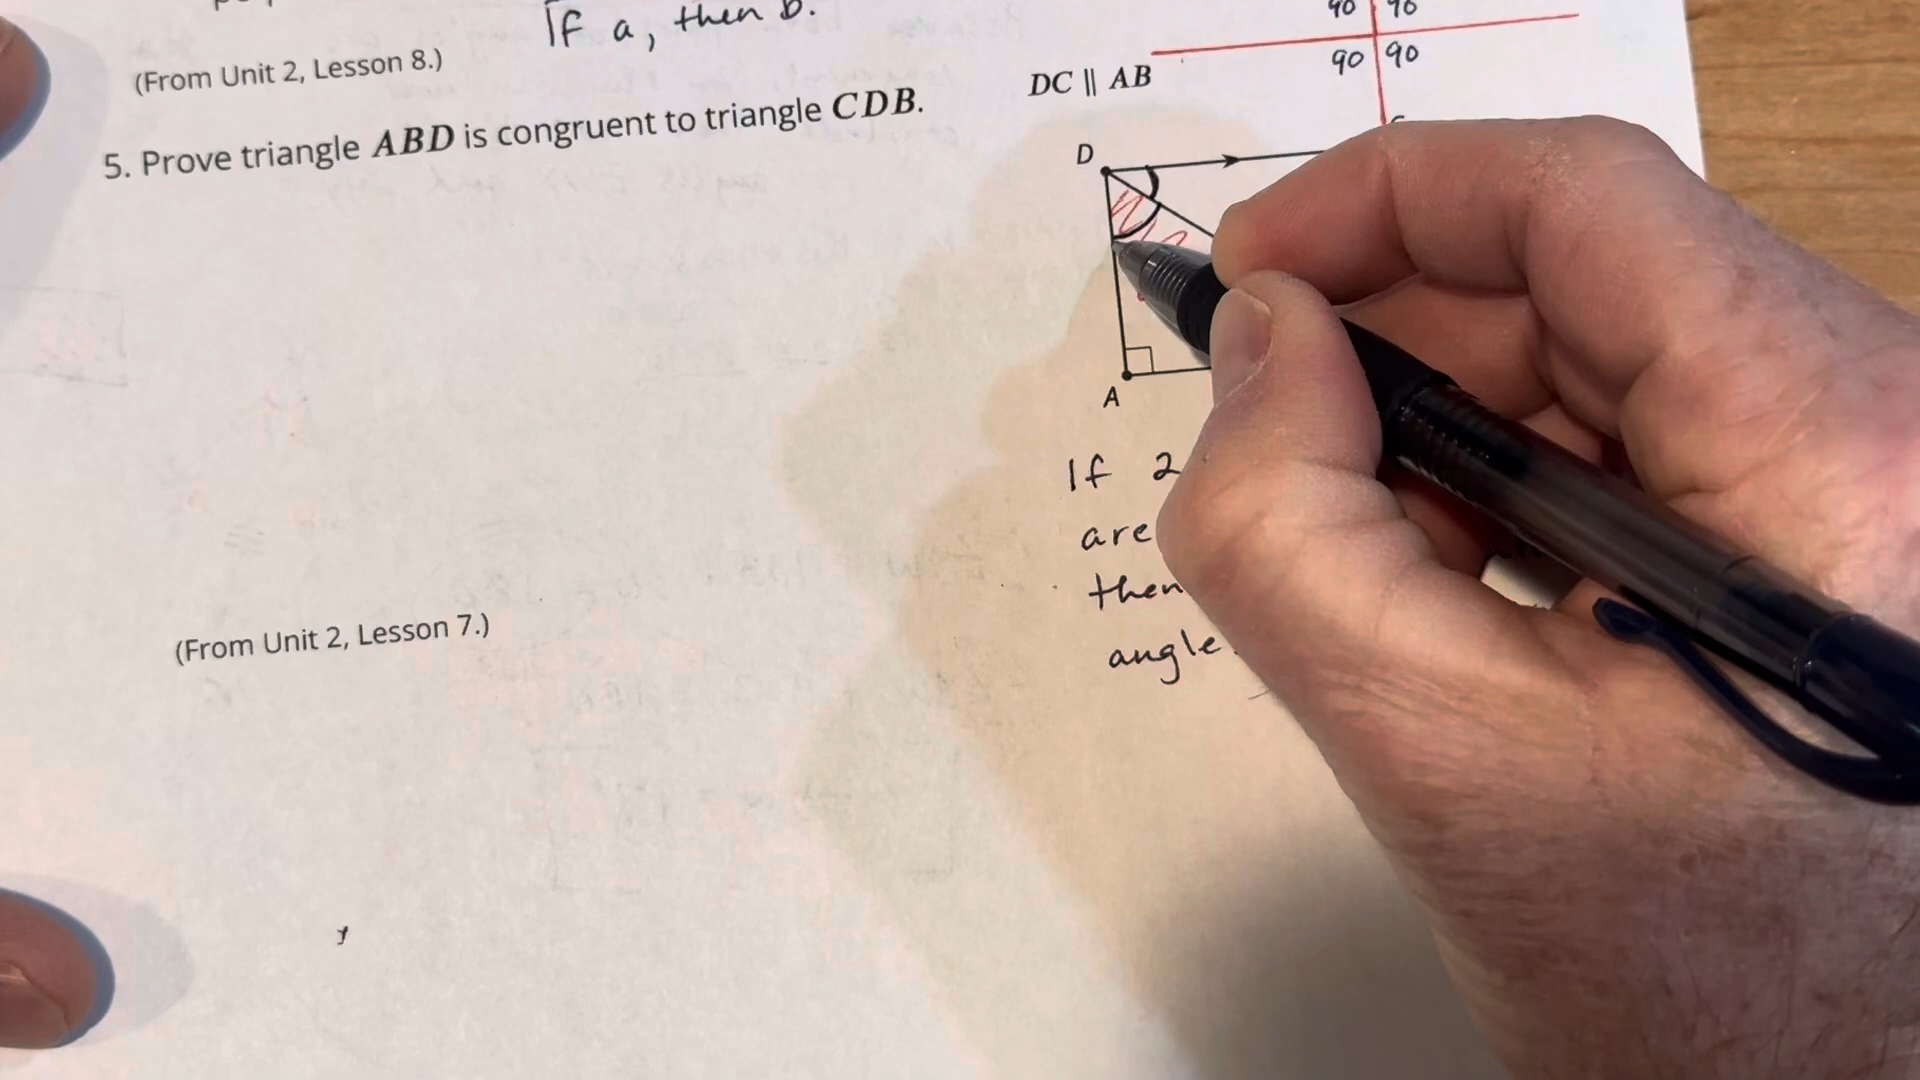 If a, then b.
(From Unit 2, Lesson 8.)
5. Prove triangle ABD is congruent to triangle CDB.
(From Unit 2, Lesson 7.)
90 90
90 90
DC || AB
D
A
If 2
are
then
angle